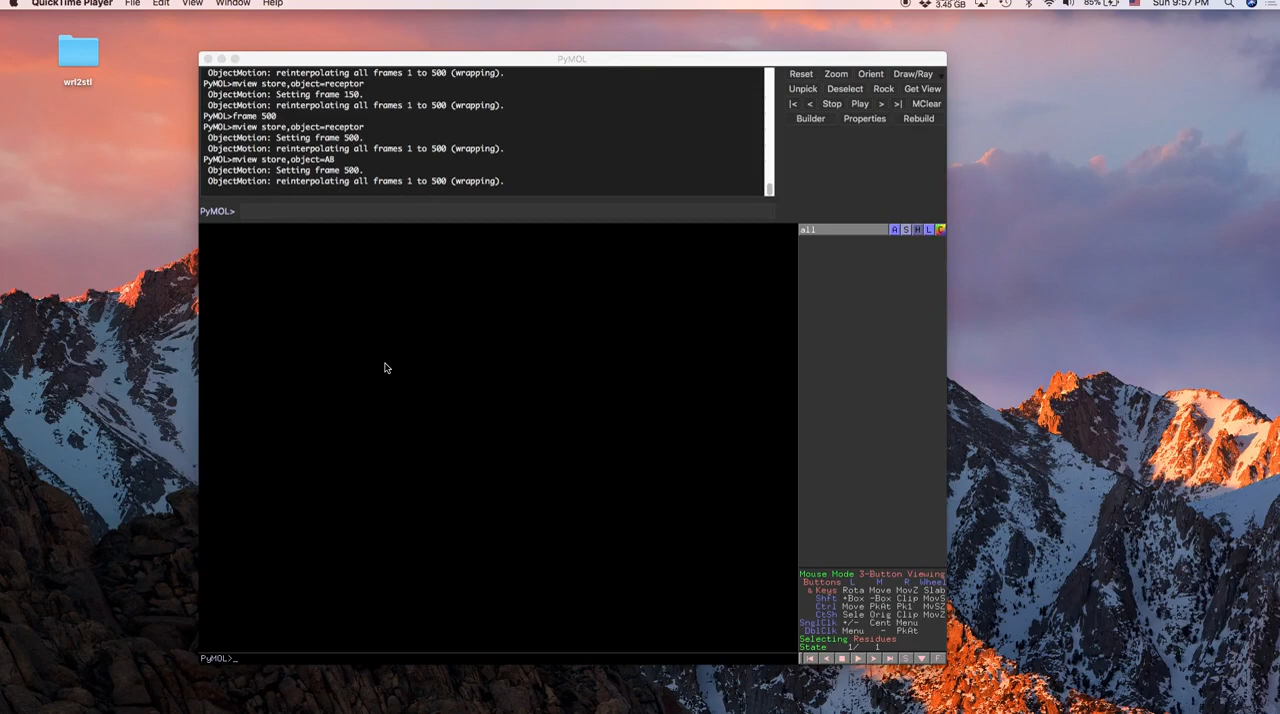 QuickTime Player File Edit View Window Help 3.45 GB 85% Sun 9:57 PM
wrl2stl
PyMOL
ObjectMotion: reinterpolating all frames 1 to 500 (wrapping).
PyMOL>mview store,object=receptor
ObjectMotion: Setting frame 150.
ObjectMotion: reinterpolating all frames 1 to 500 (wrapping).
PyMOL>frame 500
PyMOL>mview store,object=receptor
ObjectMotion: Setting frame 500.
ObjectMotion: reinterpolating all frames 1 to 500 (wrapping).
PyMOL>mview store,object=AB
ObjectMotion: Setting frame 500.
ObjectMotion: reinterpolating all frames 1 to 500 (wrapping).
PyMOL>
Reset Zoom Orient Draw/Ray
Unpick Deselect Rock Get View
|< < Stop Play > >| MClear
Builder Properties Rebuild
all A S H L C
Mouse Mode 3-Button Viewing
Buttons L M R Wheel
& Keys Rota Move MovZ Slab
Shft +Box -Box Clip MovS
Ctrl Move PkAt Pk1 MvSZ
CtSh Sele Orig Clip MovZ
SnglClk +/- Cent Menu
DblClk Menu - PkAt
Selecting Residues
State 1/ 1
S F
PyMOL>_